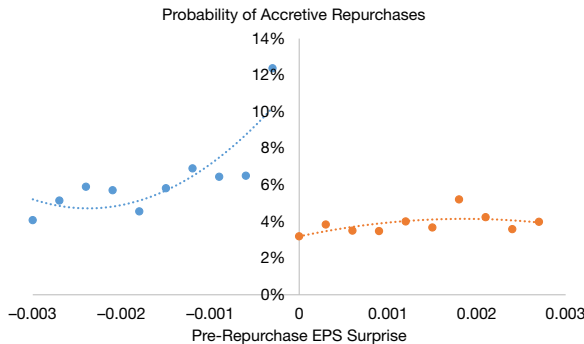 Probability of Accretive Repurchases
14%
12%
10%
8%
6%
4%
2%
0%
−0.003 −0.002 −0.001 0 0.001 0.002 0.003
Pre-Repurchase EPS Surprise